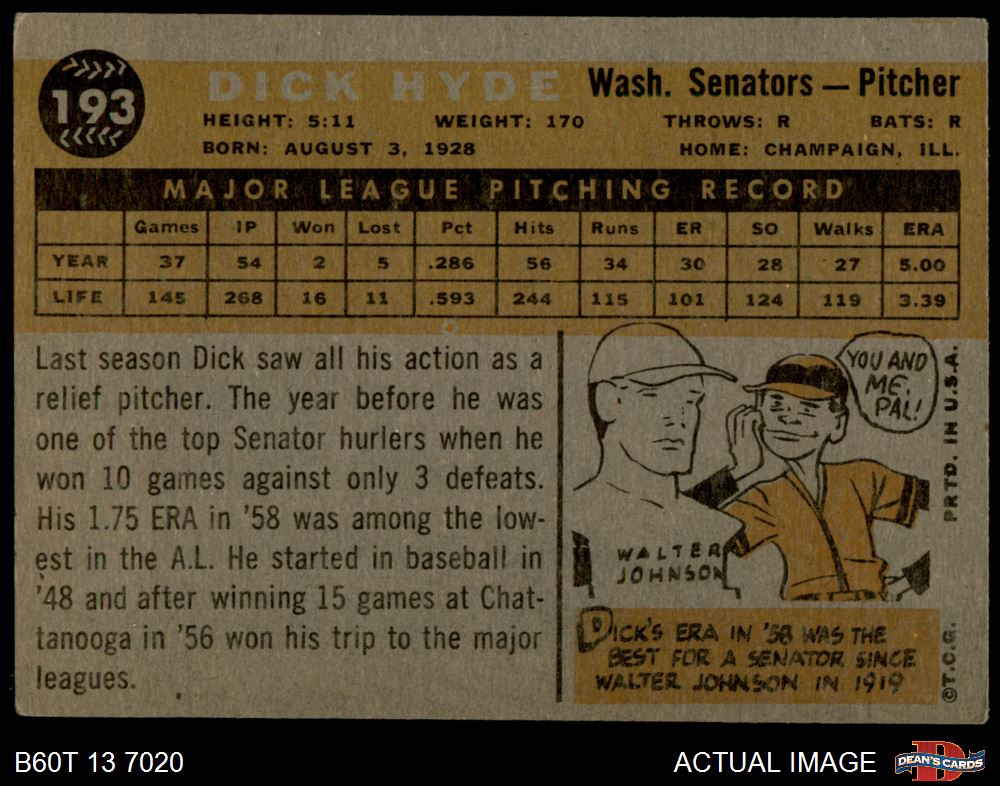 193
DICK HYDE Wash. Senators — Pitcher
HEIGHT: 5:11 WEIGHT: 170 THROWS: R BATS: R
BORN: AUGUST 3, 1928 HOME: CHAMPAIGN, ILL.
MAJOR LEAGUE PITCHING RECORD
Games IP Won Lost Pct Hits Runs ER SO Walks ERA
YEAR 37 54 2 5 .286 56 34 30 28 27 5.00
LIFE 145 268 16 11 .593 244 115 101 124 119 3.39
Last season Dick saw all his action as a
relief pitcher. The year before he was
one of the top Senator hurlers when he
won 10 games against only 3 defeats.
His 1.75 ERA in '58 was among the low-
est in the A.L. He started in baseball in
'48 and after winning 15 games at Chat-
tanooga in '56 won his trip to the major
leagues.
YOU AND
ME,
PAL!
WALTER
JOHNSON
DICK'S ERA IN '58 WAS THE
BEST FOR A SENATOR SINCE
WALTER JOHNSON IN 1919
PRTD. IN U.S.A.
©T.C.G.
B60T 13 7020
ACTUAL IMAGE
DEAN'S CARDS